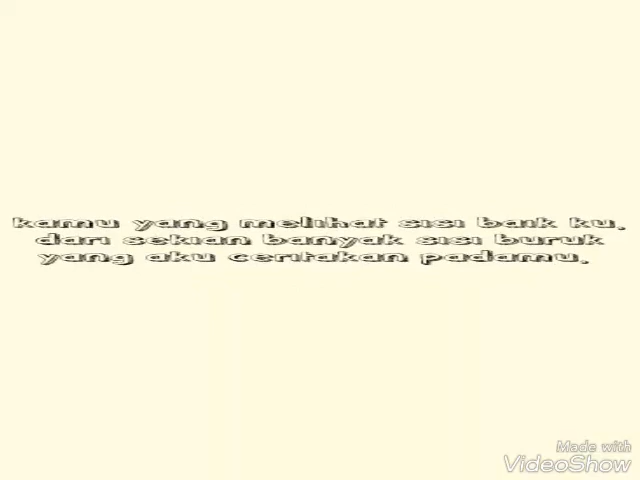 kamu yang melihat sisi baik ku,
dari sekian banyak sisi buruk
yang aku ceritakan padamu.
Made with
VideoShow